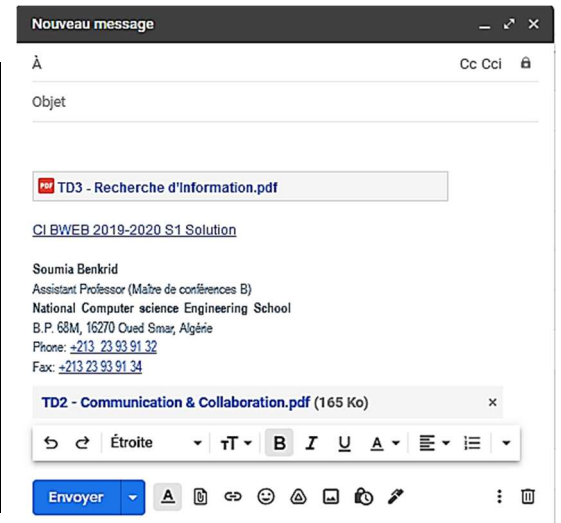 Nouveau message
À Cc Cci
Objet
PDF TD3 - Recherche d'Information.pdf
CI BWEB 2019-2020 S1 Solution
Soumia Benkrid
Assistant Professor (Maître de conférences B)
National Computer science Engineering School
B.P. 68M, 16270 Oued Smar, Algérie
Phone: +213 23 93 91 32
Fax: +213 23 93 91 34
TD2 - Communication & Collaboration.pdf (165 Ko) ×
Étroite TT B I U A
Envoyer A